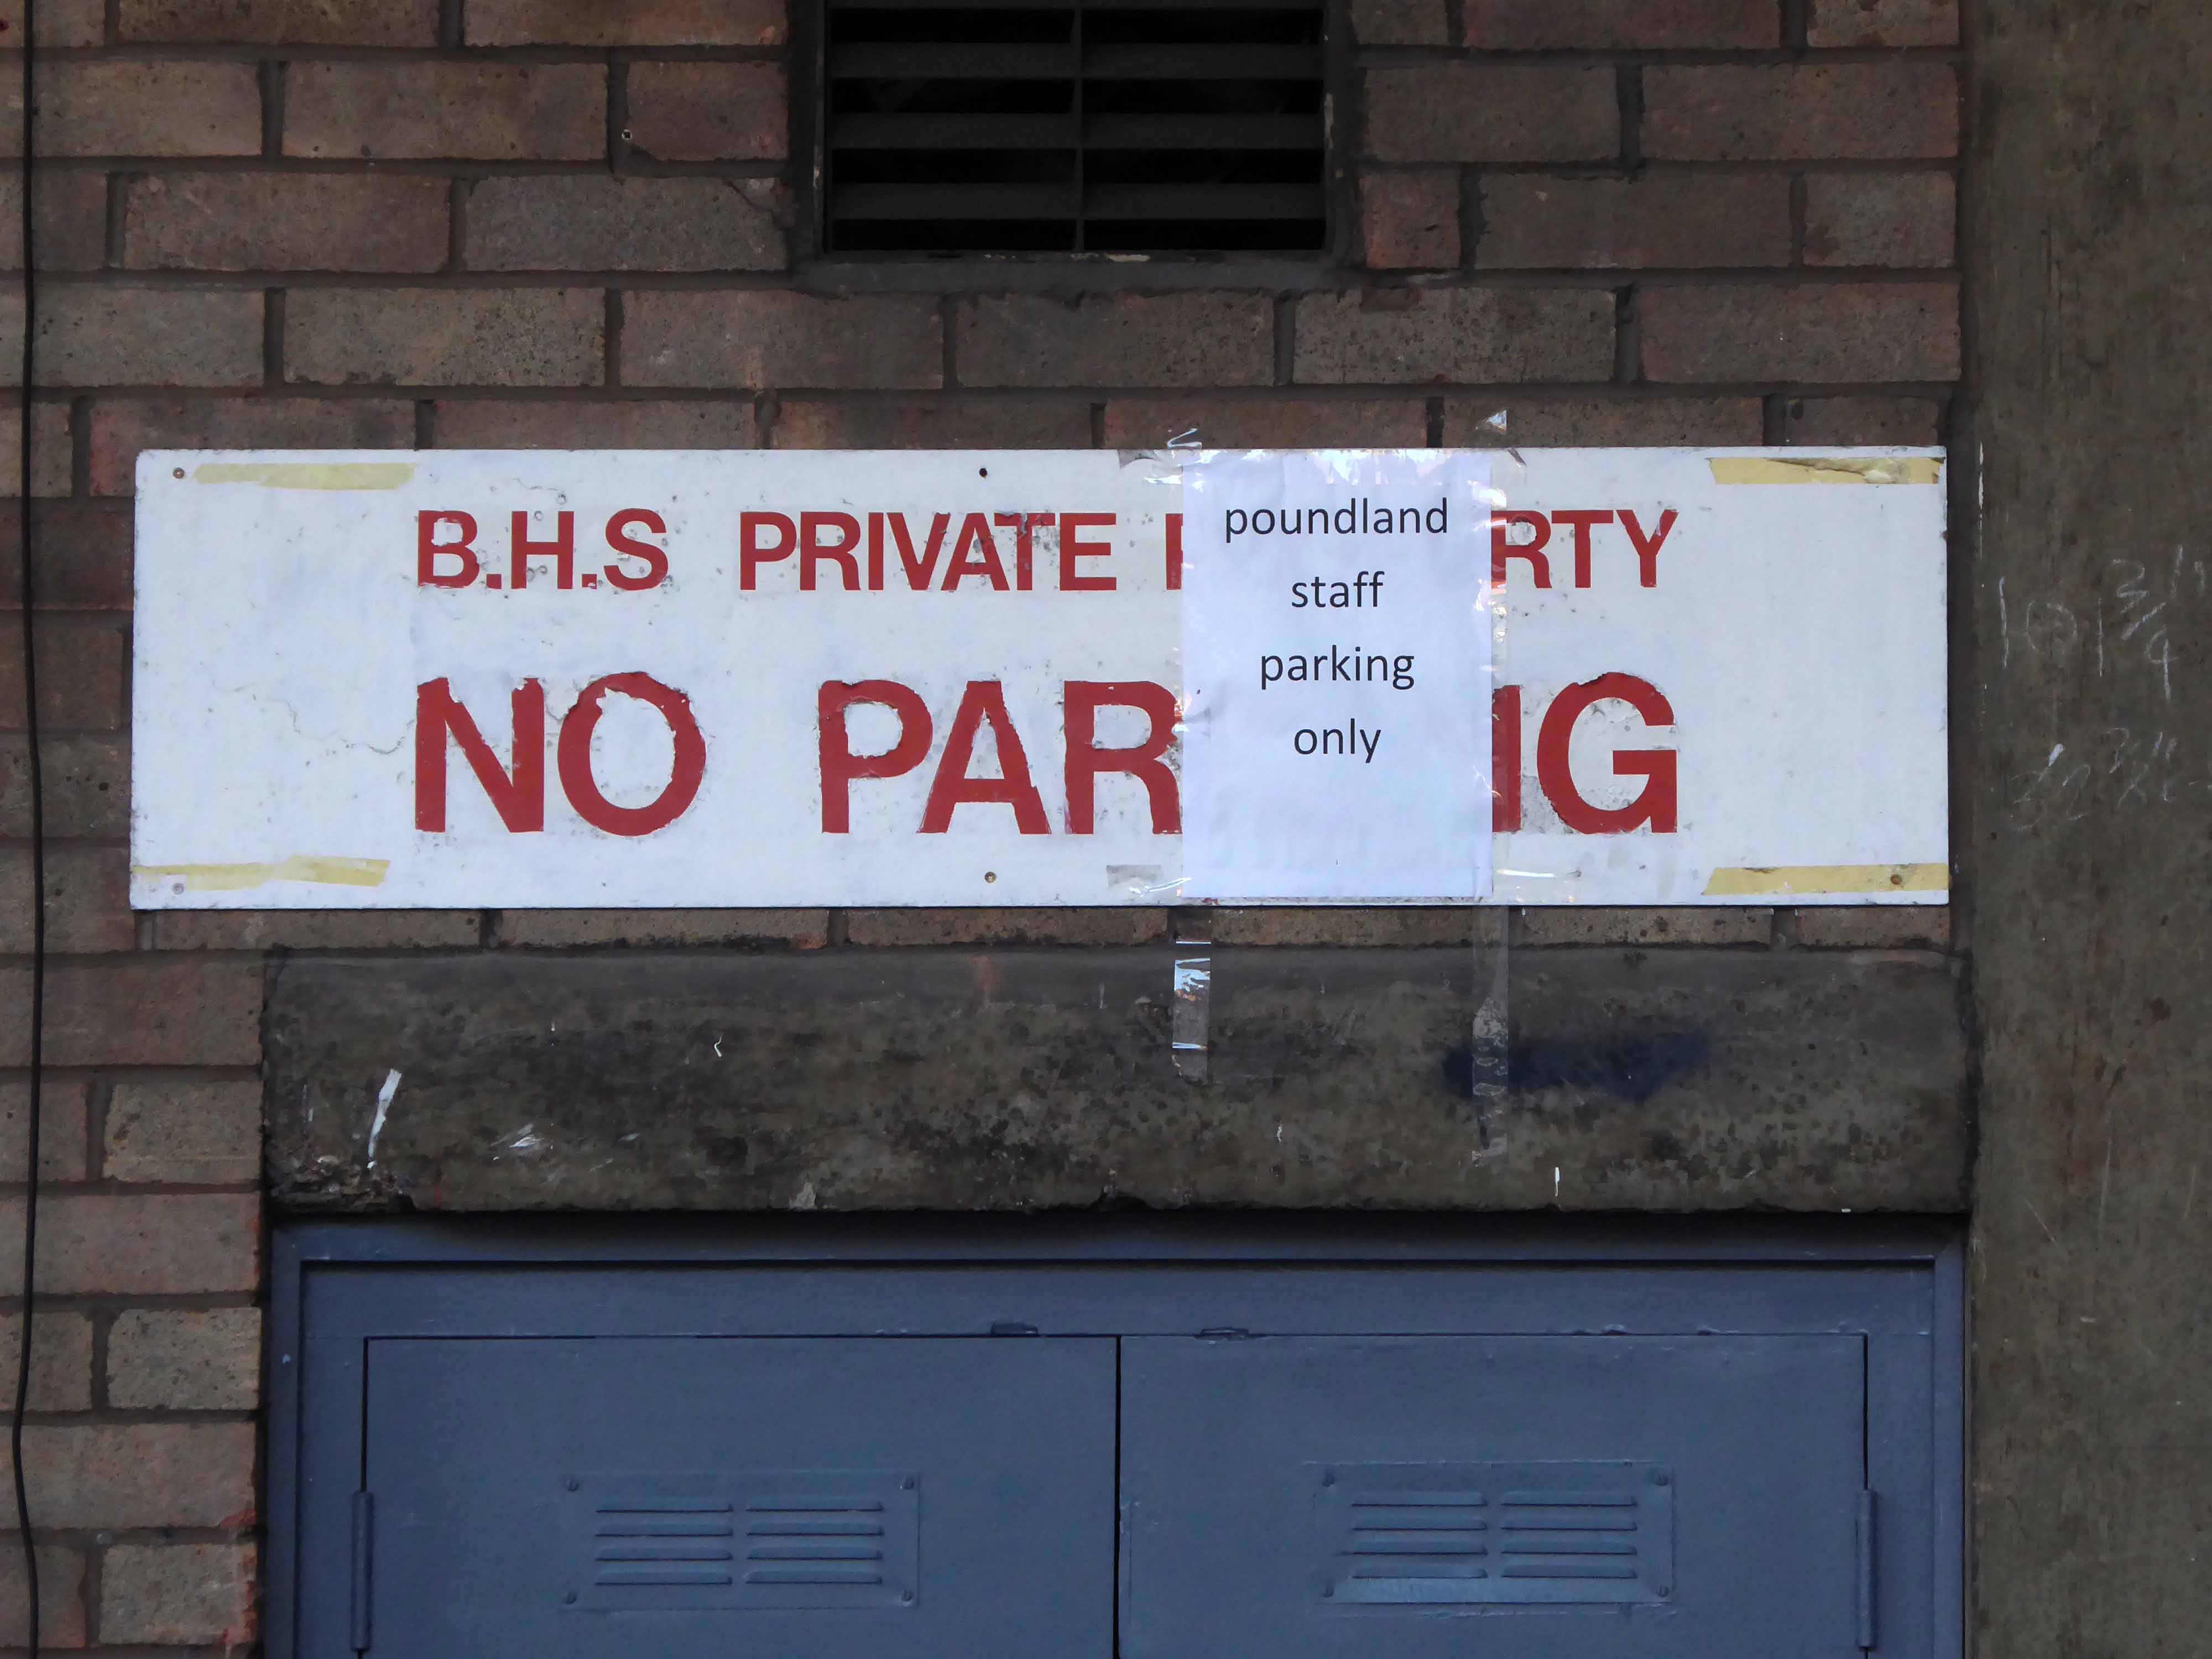 B.H.S PRIVATE P RTY
NO PAR IG
poundland
staff
parking
only